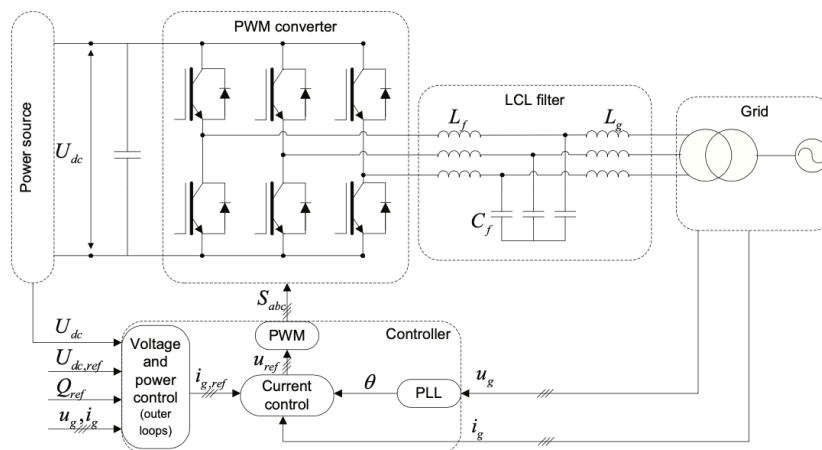 PWM converter
Power source
U_dc
LCL filter
L_f
L_g
C_f
Grid
S_abc
Controller
PWM
u_ref
U_dc
U_dc,ref
Q_ref
u_g, i_g
Voltage
and
power
control
(outer
loops)
i_g,ref
Current
control
θ
PLL
u_g
i_g